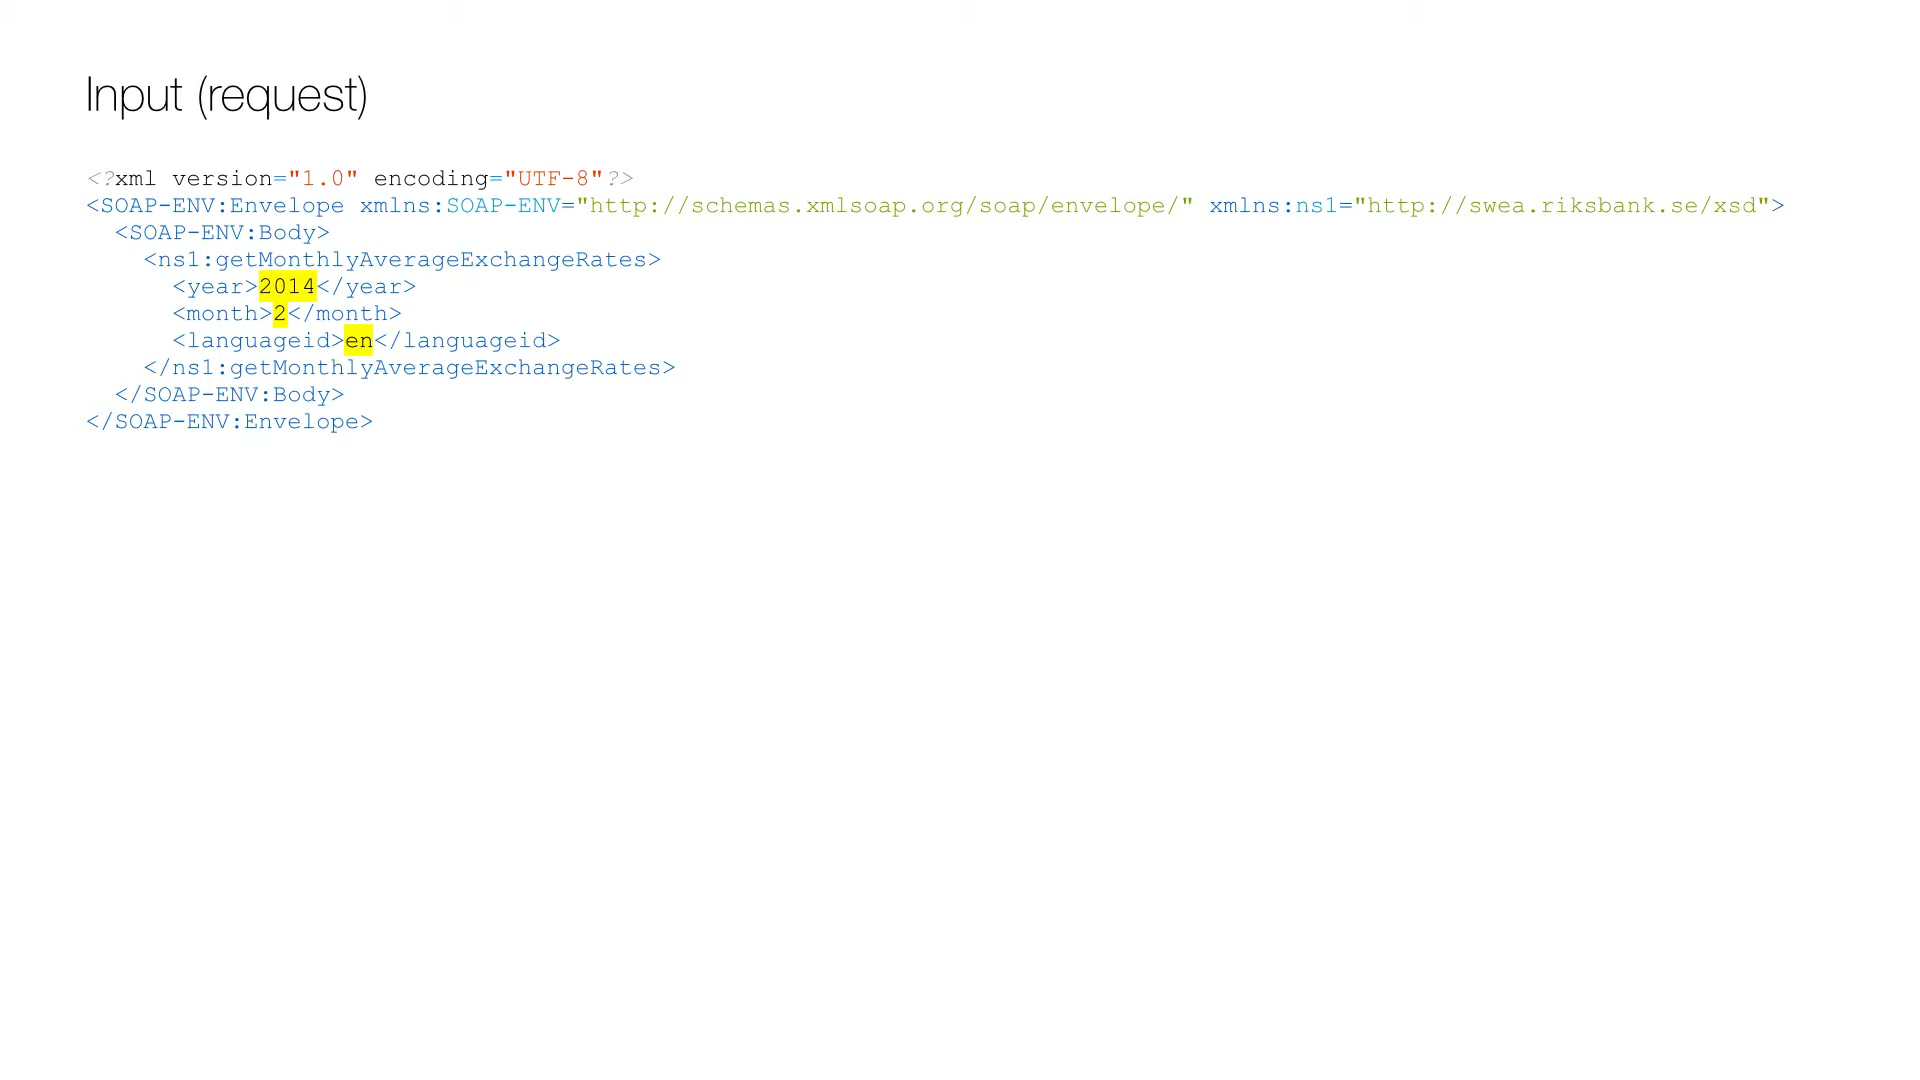 Input (request)
<?xml version="1.0" encoding="UTF-8"?>
<SOAP-ENV:Envelope xmlns:SOAP-ENV="http://schemas.xmlsoap.org/soap/envelope/" xmlns:ns1="http://swea.riksbank.se/xsd">
  <SOAP-ENV:Body>
    <ns1:getMonthlyAverageExchangeRates>
      <year>2014</year>
      <month>2</month>
      <languageid>en</languageid>
    </ns1:getMonthlyAverageExchangeRates>
  </SOAP-ENV:Body>
</SOAP-ENV:Envelope>